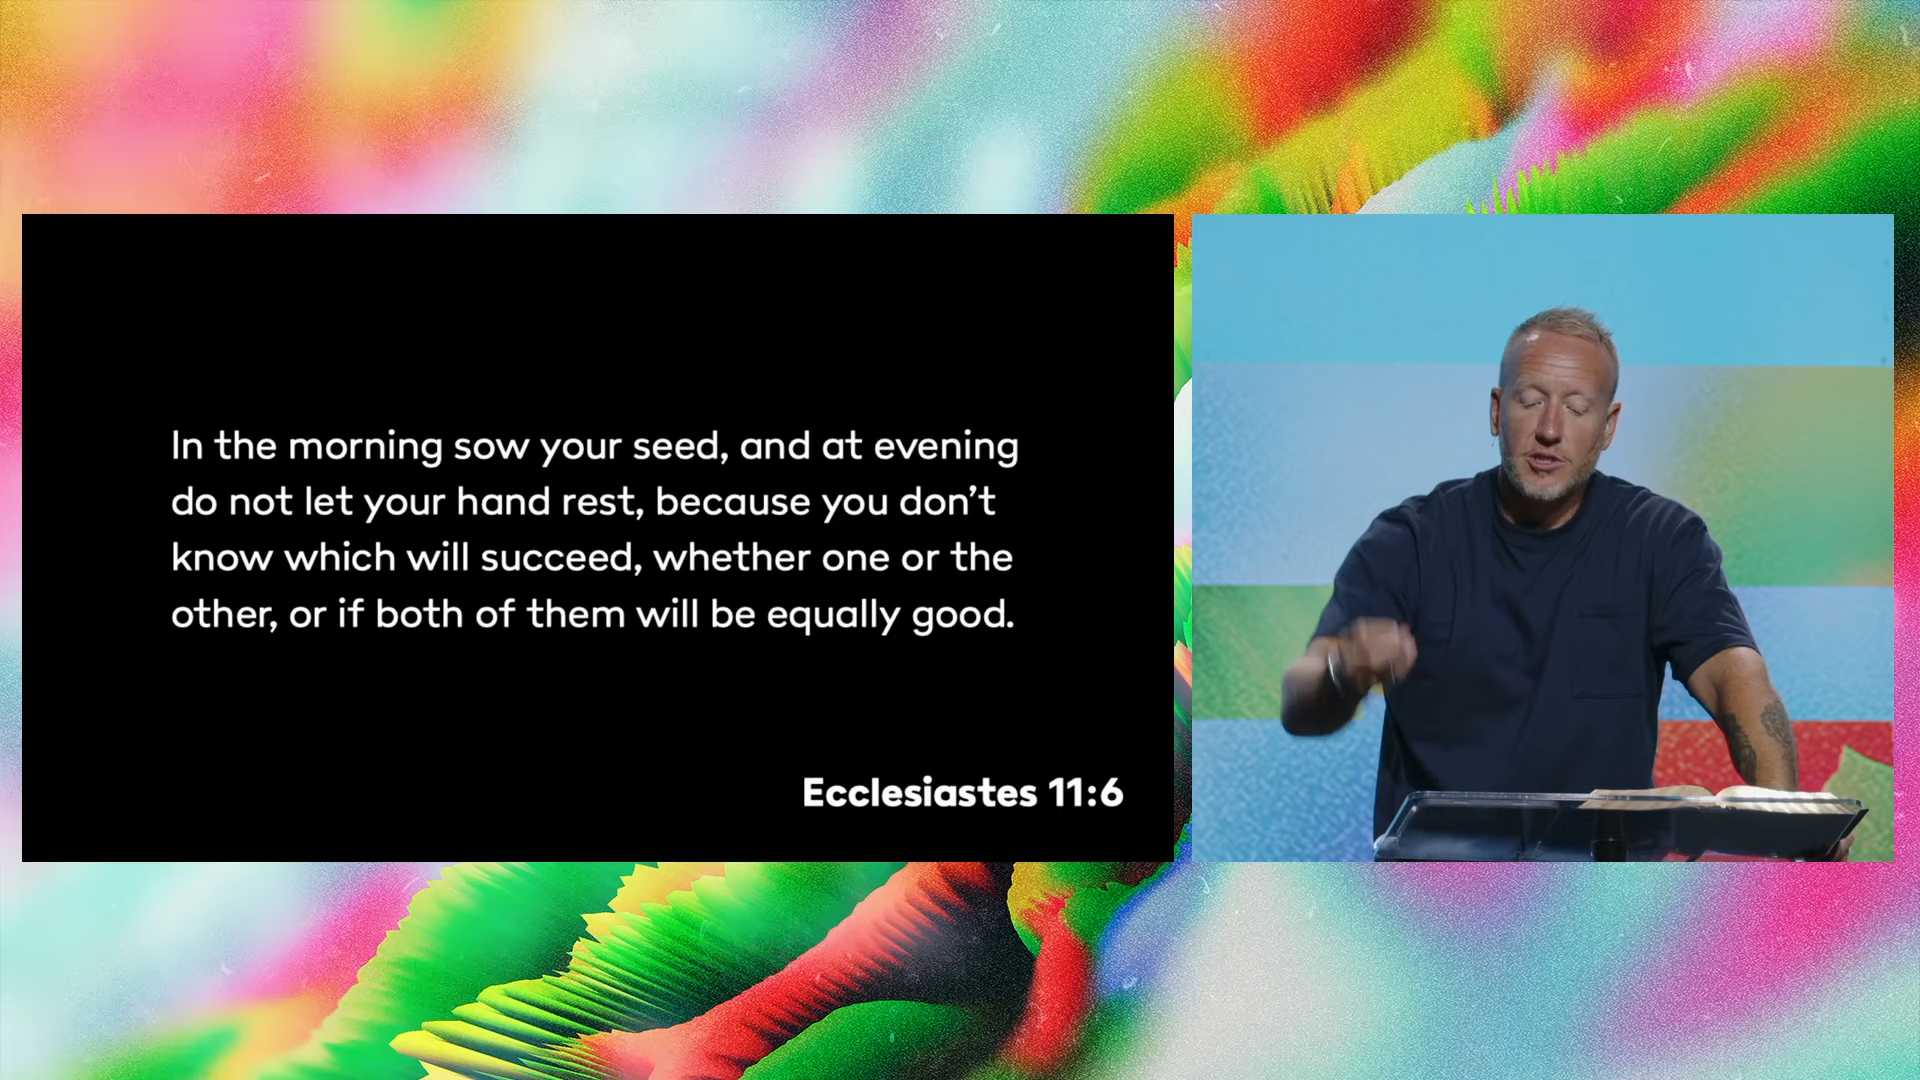 In the morning sow your seed, and at evening
do not let your hand rest, because you don’t
know which will succeed, whether one or the
other, or if both of them will be equally good.
Ecclesiastes 11:6